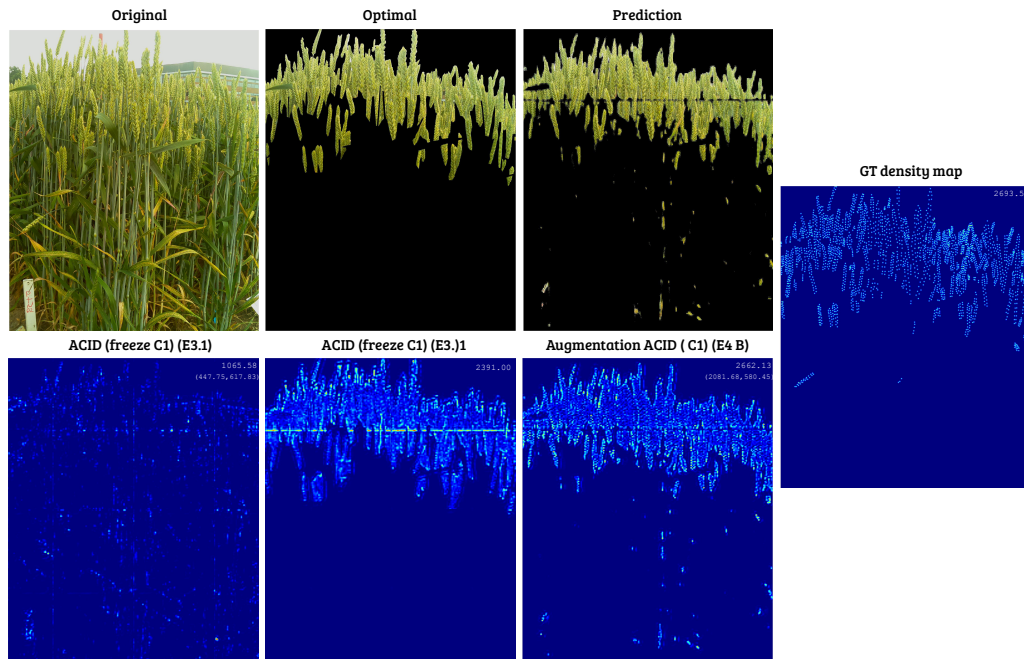 Original
Optimal
Prediction
GT density map
2693.5
ACID (freeze C1) (E3.1)
ACID (freeze C1) (E3.)1
Augmentation ACID ( C1) (E4 B)
1065.58
(447.75,617.83)
2391.00
2662.13
(2081.68,580.45)